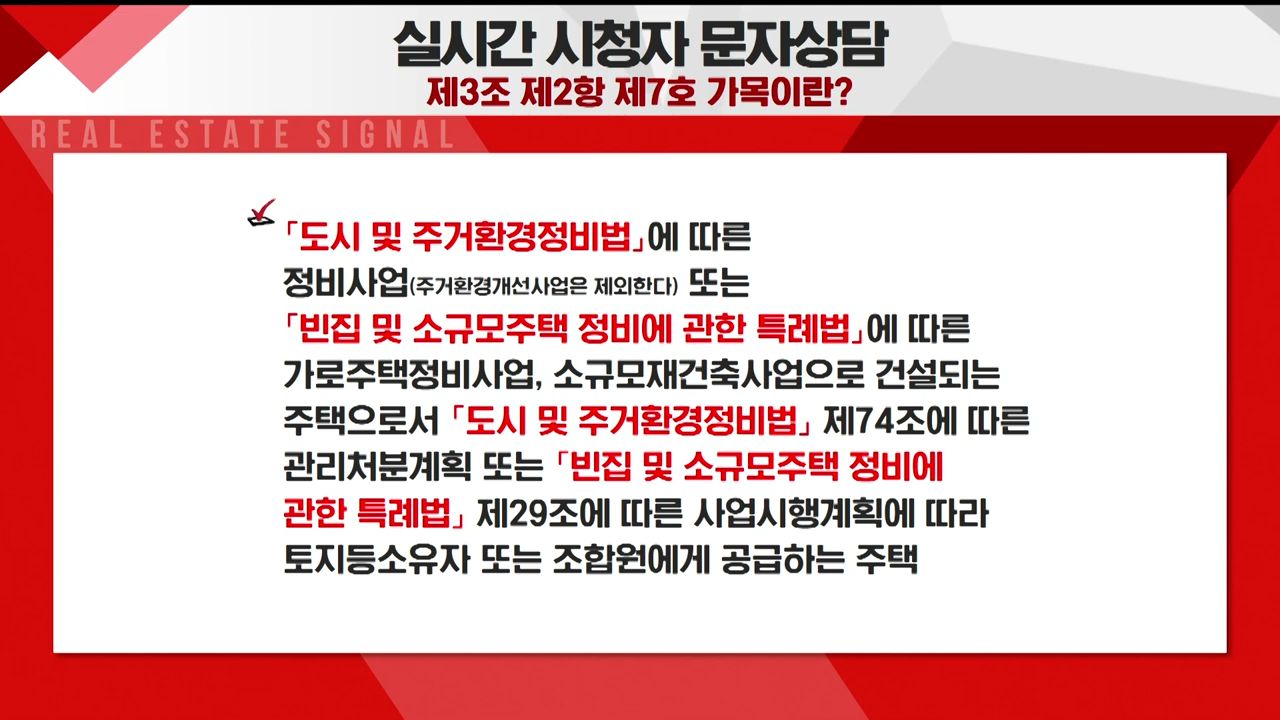 실시간 시청자 문자상담
제3조 제2항 제7호 가목이란?
REAL ESTATE SIGNAL
「도시 및 주거환경정비법」에 따른
정비사업(주거환경개선사업은 제외한다) 또는
「빈집 및 소규모주택 정비에 관한 특례법」에 따른
가로주택정비사업, 소규모재건축사업으로 건설되는
주택으로서 「도시 및 주거환경정비법」 제74조에 따른
관리처분계획 또는 「빈집 및 소규모주택 정비에
관한 특례법」 제29조에 따른 사업시행계획에 따라
토지등소유자 또는 조합원에게 공급하는 주택